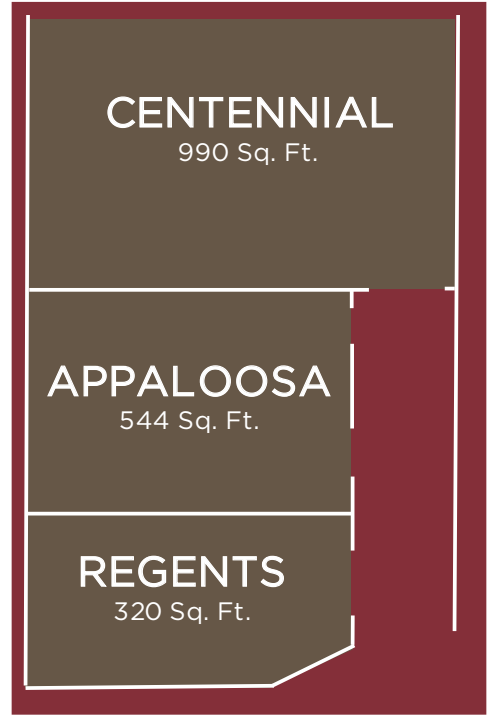 CENTENNIAL
990 Sq. Ft.
APPALOOSA
544 Sq. Ft.
REGENTS
320 Sq. Ft.